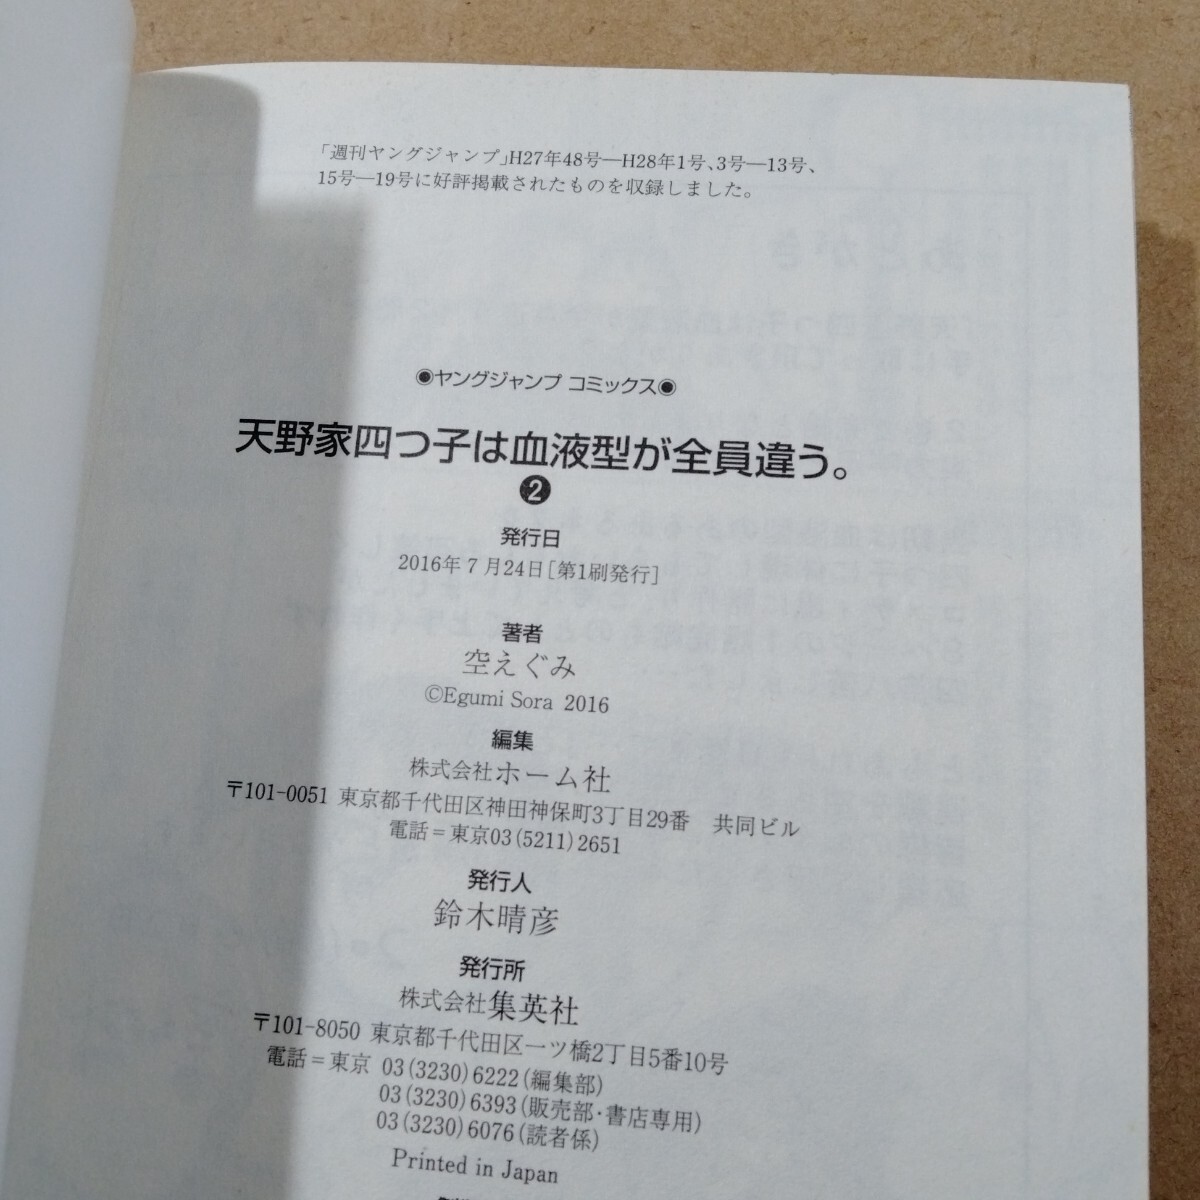 「週刊ヤングジャンプ」H27年48号―H28年1号、3号―13号、
15号―19号に好評掲載されたものを収録しました。
◉ヤングジャンプ コミックス◉
天野家四つ子は血液型が全員違う。
❷
発行日
2016年7月24日[第1刷発行]
著者
空えぐみ
©Egumi Sora 2016
編集
株式会社ホーム社
〒101-0051 東京都千代田区神田神保町3丁目29番 共同ビル
電話＝東京03(5211)2651
発行人
鈴木晴彦
発行所
株式会社集英社
〒101-8050 東京都千代田区一ツ橋2丁目5番10号
電話＝東京 03(3230)6222(編集部)
03(3230)6393(販売部・書店専用)
03(3230)6076(読者係)
Printed in Japan